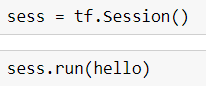 sess = tf.Session()
sess.run(hello)